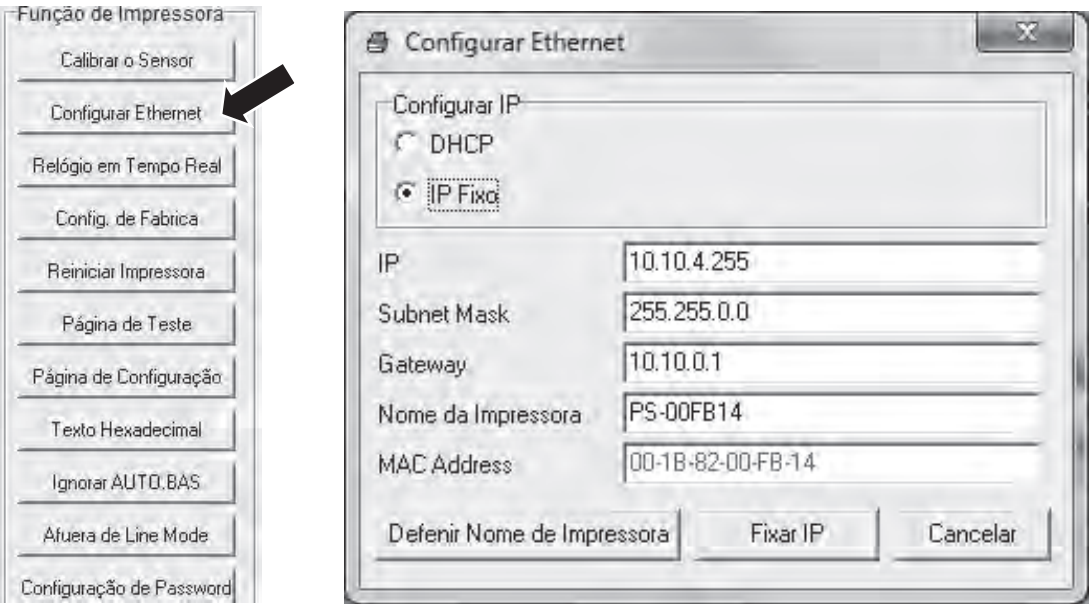 Função de Impressora
Calibrar o Sensor
Configurar Ethernet
Relógio em Tempo Real
Config. de Fabrica
Reiniciar Impressora
Página de Teste
Página de Configuração
Texto Hexadecimal
Ignorar AUTO.BAS
Afuera de Line Mode
Configuração de Password
Configurar Ethernet
Configurar IP
DHCP
IP Fixo
IP 10.10.4.255
Subnet Mask 255.255.0.0
Gateway 10.10.0.1
Nome da Impressora PS-00FB14
MAC Address 00-1B-82-00-FB-14
Defenir Nome de Impressora Fixar IP Cancelar